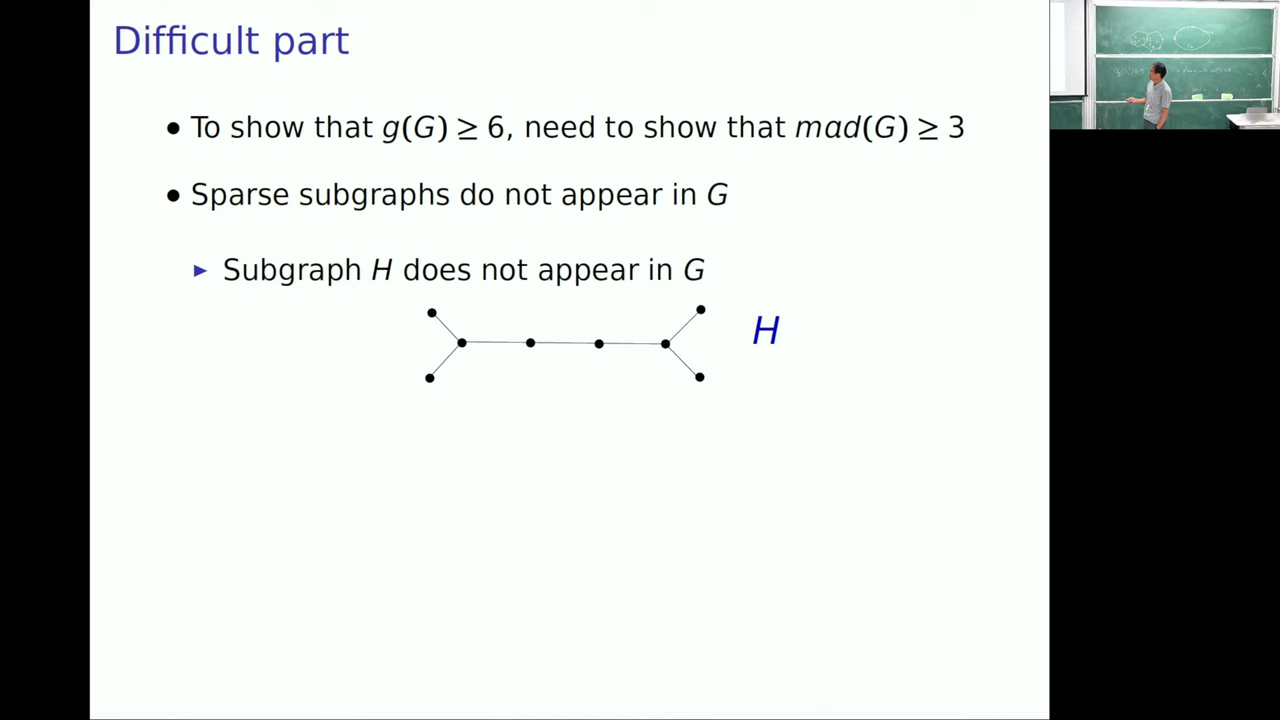 Difficult part
• To show that g(G) ≥ 6, need to show that mad(G) ≥ 3
• Sparse subgraphs do not appear in G
▶ Subgraph H does not appear in G
H